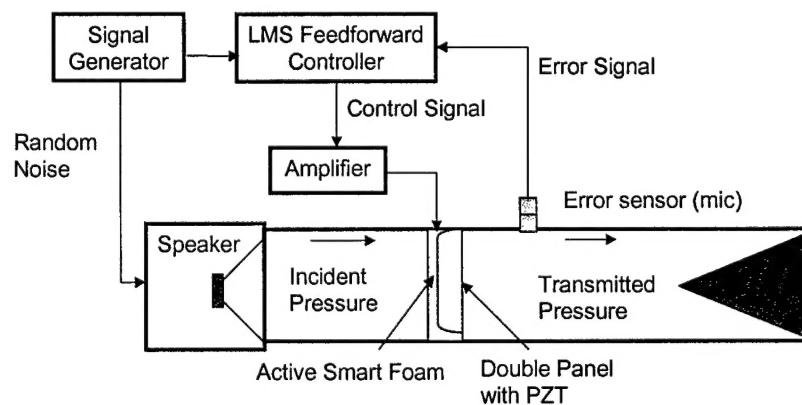 Signal
Generator
LMS Feedforward
Controller
Error Signal
Control Signal
Random
Noise
Amplifier
Error sensor (mic)
Speaker
Incident
Pressure
Transmitted
Pressure
Active Smart Foam
Double Panel
with PZT